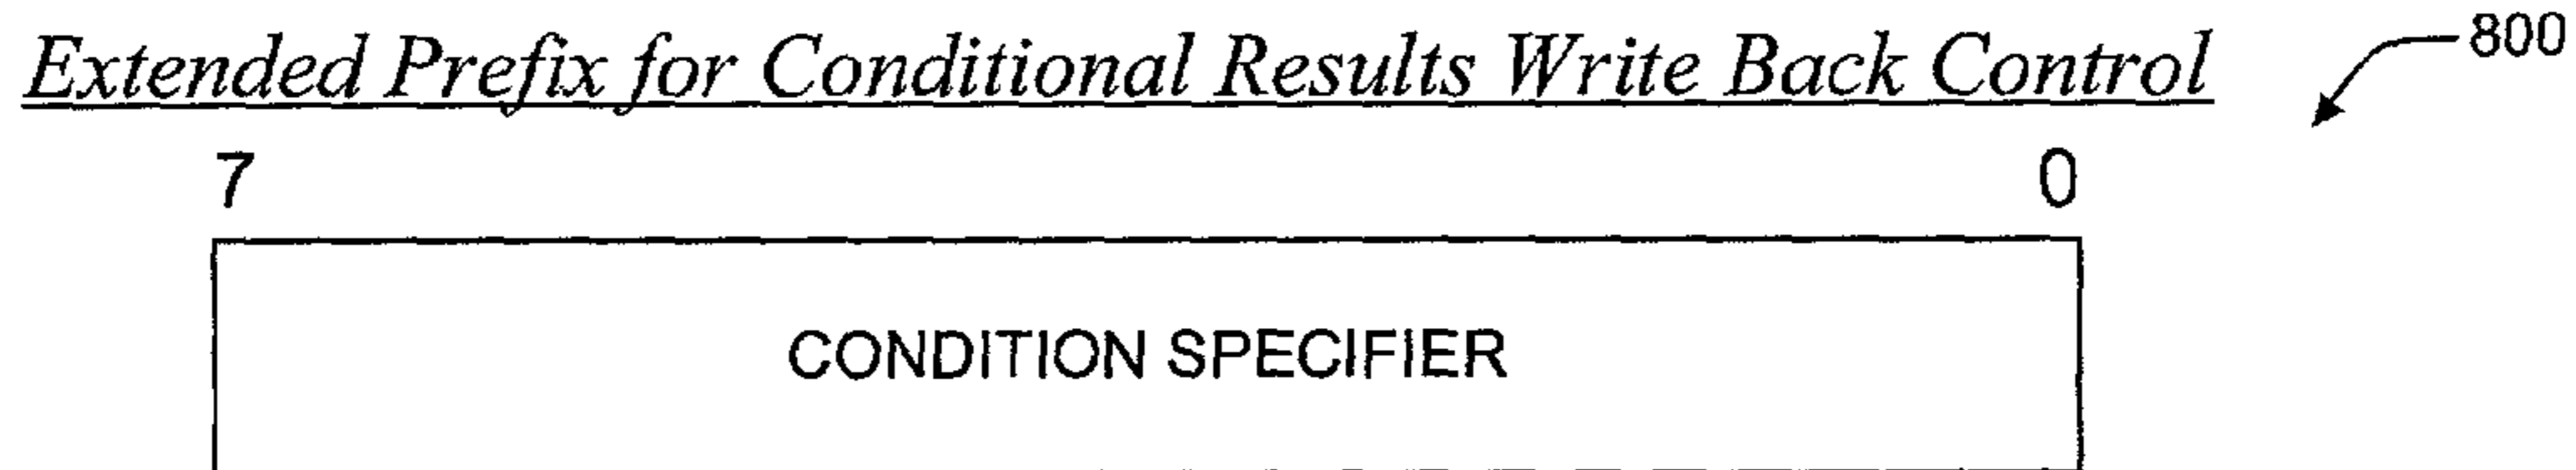 Extended Prefix for Conditional Results Write Back Control
800
7 0
CONDITION SPECIFIER